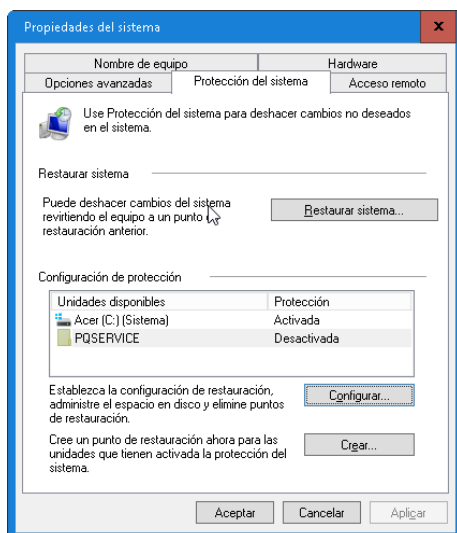 Propiedades del sistema
x
Nombre de equipo
Hardware
Opciones avanzadas
Protección del sistema
Acceso remoto
Use Protección del sistema para deshacer cambios no deseados
en el sistema.
Restaurar sistema
Puede deshacer cambios del sistema
revirtiendo el equipo a un punto
restauración anterior.
Restaurar sistema...
Configuración de protección
Unidades disponibles
Protección
Acer (C:) (Sistema)
Activada
PQSERVICE
Desactivada
Establezca la configuración de restauración,
administre el espacio en disco y elimine puntos
de restauración.
Configurar...
Cree un punto de restauración ahora para las
unidades que tienen activada la protección del
sistema.
Crear...
Aceptar
Cancelar
Aplicar